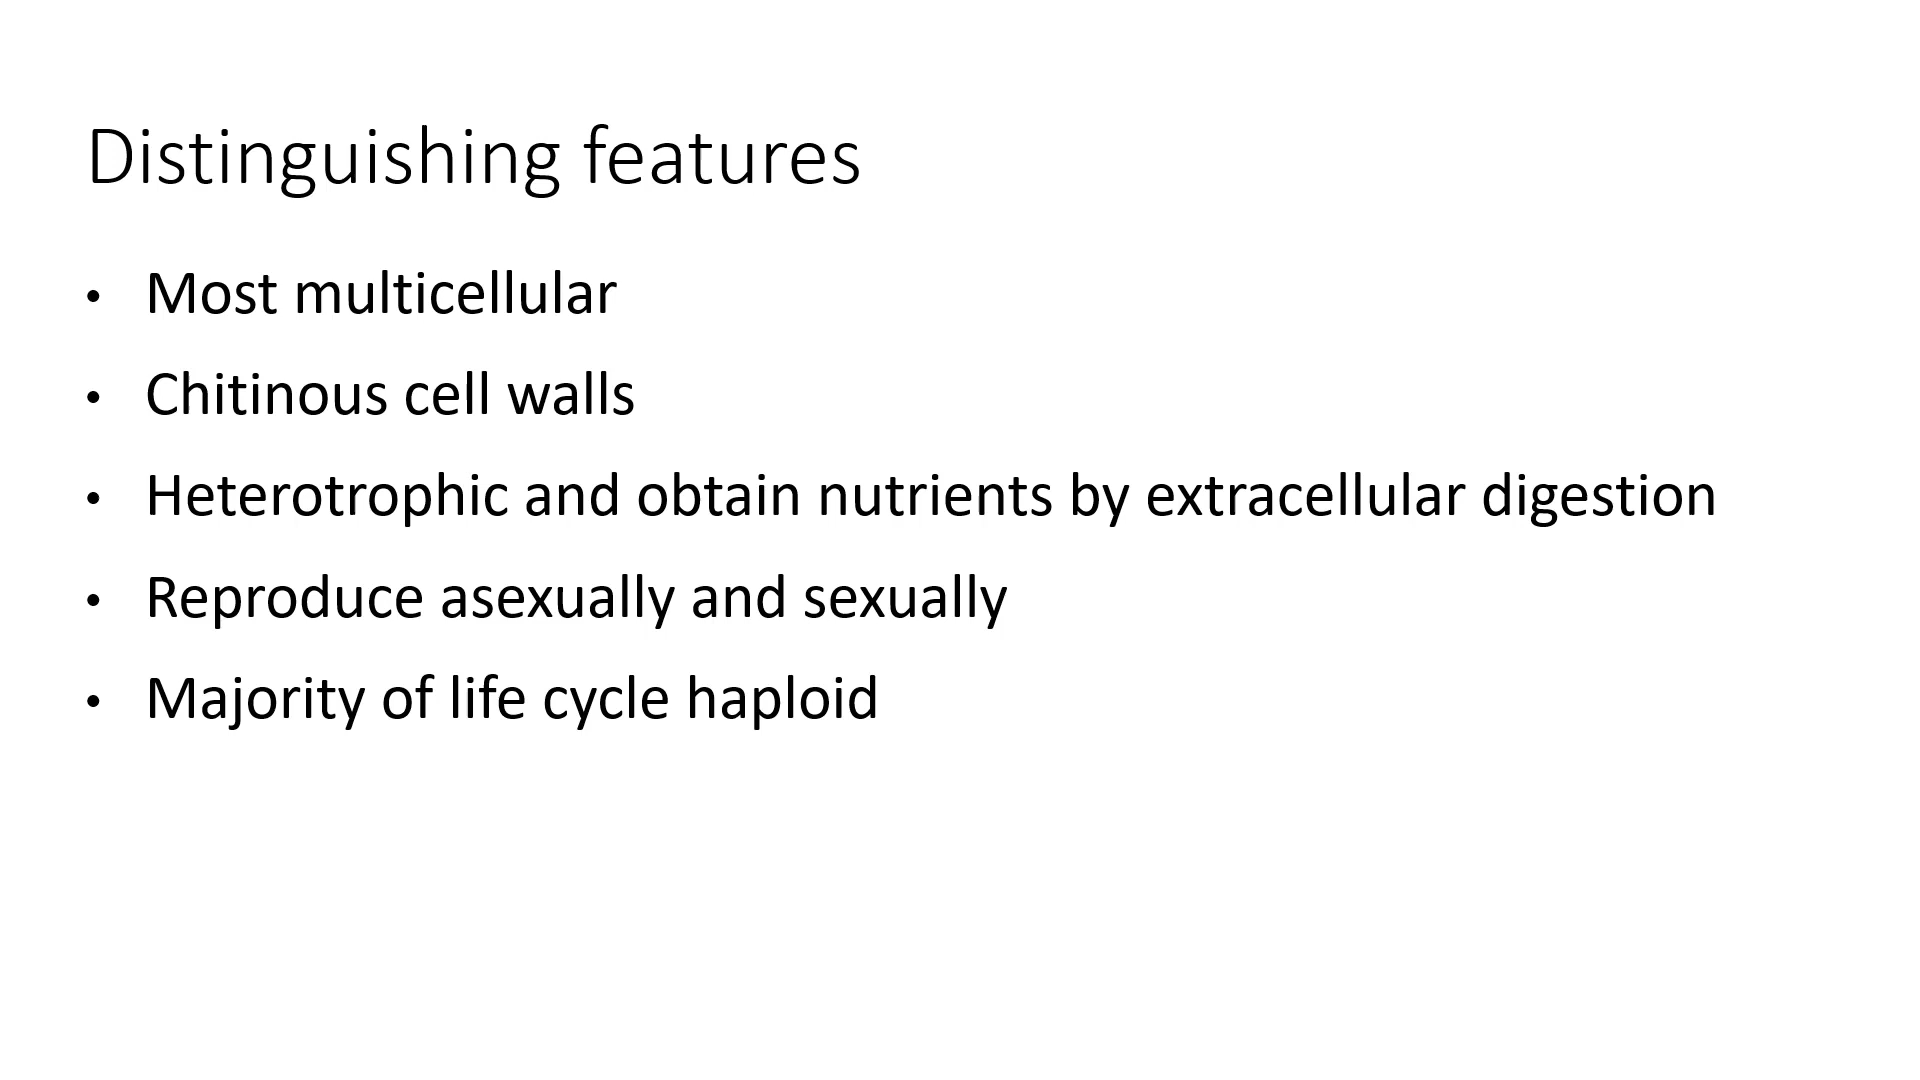 Distinguishing features
• Most multicellular
• Chitinous cell walls
• Heterotrophic and obtain nutrients by extracellular digestion
• Reproduce asexually and sexually
• Majority of life cycle haploid